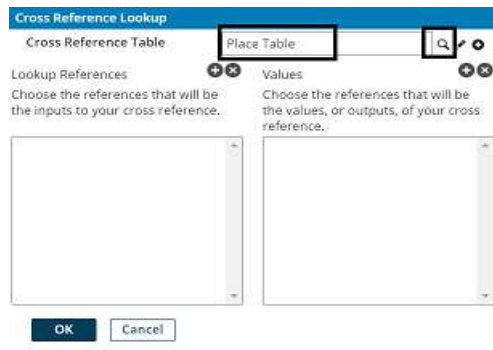 Cross Reference Lookup
Cross Reference Table Place Table
Lookup References
Choose the references that will be
the inputs to your cross reference.
Values
Choose the references that will be
the values, or outputs, of your cross
reference.
OK Cancel